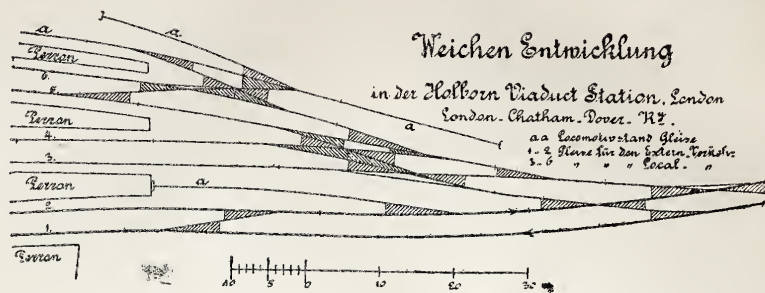 Weichen Entwicklung
in der Holborn Viaduct Station. London
London-Chatham-Dover-Ry.
a a Locomotivstand Gleise
1-2 Gleise für den Extern-Verkehr
3-6 " " " Local- "
a
a
Perron
6.
5.
Perron
4.
a
3.
Perron
a
2
1.
Perron
10 5 0 10 20 30